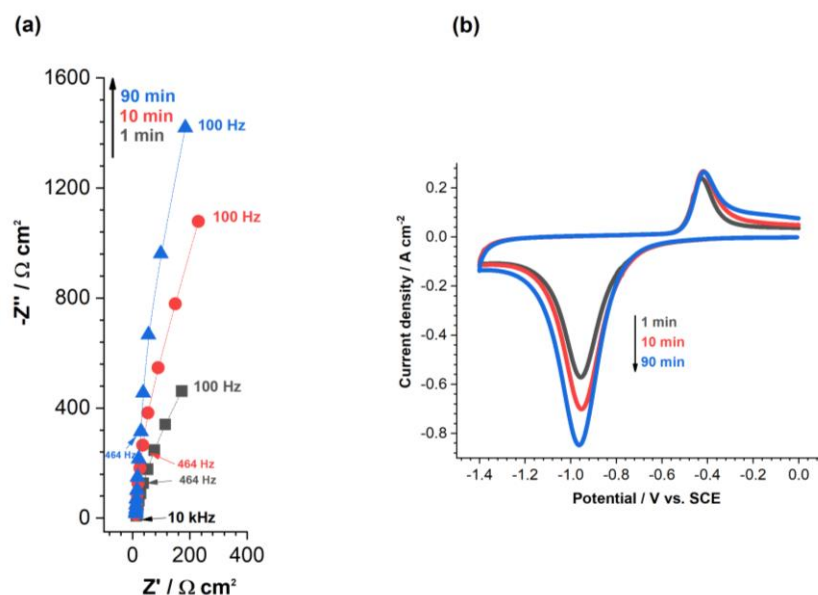 (a)
1600
1200
800
400
0
-Z'' / Ω cm²
90 min
10 min
1 min
100 Hz
100 Hz
100 Hz
464 Hz
464 Hz
464 Hz
10 kHz
0 200 400
Z' / Ω cm²
(b)
0.2
0.0
-0.2
-0.4
-0.6
-0.8
Current density / A cm⁻²
1 min
10 min
90 min
-1.4 -1.2 -1.0 -0.8 -0.6 -0.4 -0.2 0.0
Potential / V vs. SCE